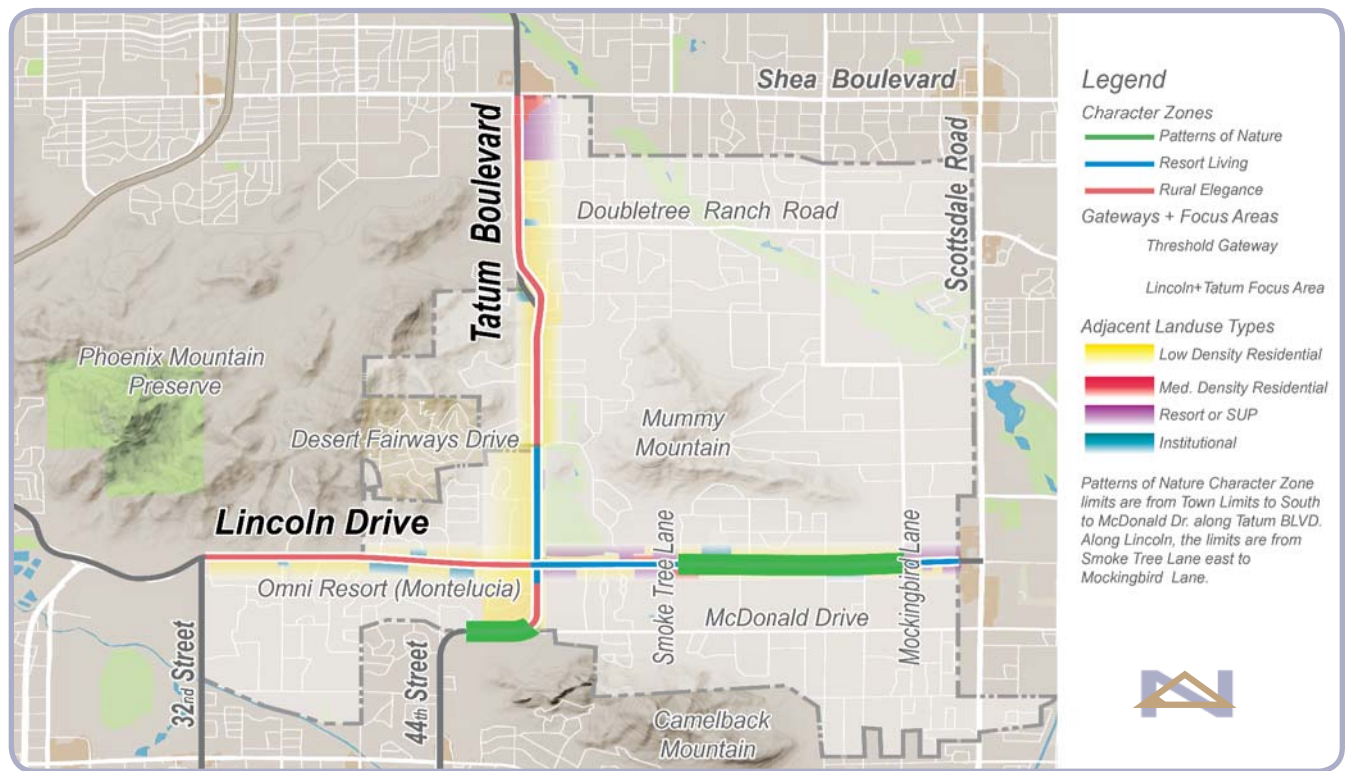 Shea Boulevard
Tatum Boulevard
Scottsdale Road
Doubletree Ranch Road
Phoenix Mountain
Preserve
Mummy
Mountain
Desert Fairways Drive
Lincoln Drive
Smoke Tree Lane
Mockingbird Lane
Omni Resort (Montelucia)
McDonald Drive
32nd Street
44th Street
Camelback
Mountain
Legend
Character Zones
Patterns of Nature
Resort Living
Rural Elegance
Gateways + Focus Areas
Threshold Gateway
Lincoln+Tatum Focus Area
Adjacent Landuse Types
Low Density Residential
Med. Density Residential
Resort or SUP
Institutional
Patterns of Nature Character Zone
limits are from Town Limits to South
to McDonald Dr. along Tatum BLVD.
Along Lincoln, the limits are from
Smoke Tree Lane east to
Mockingbird Lane.
N